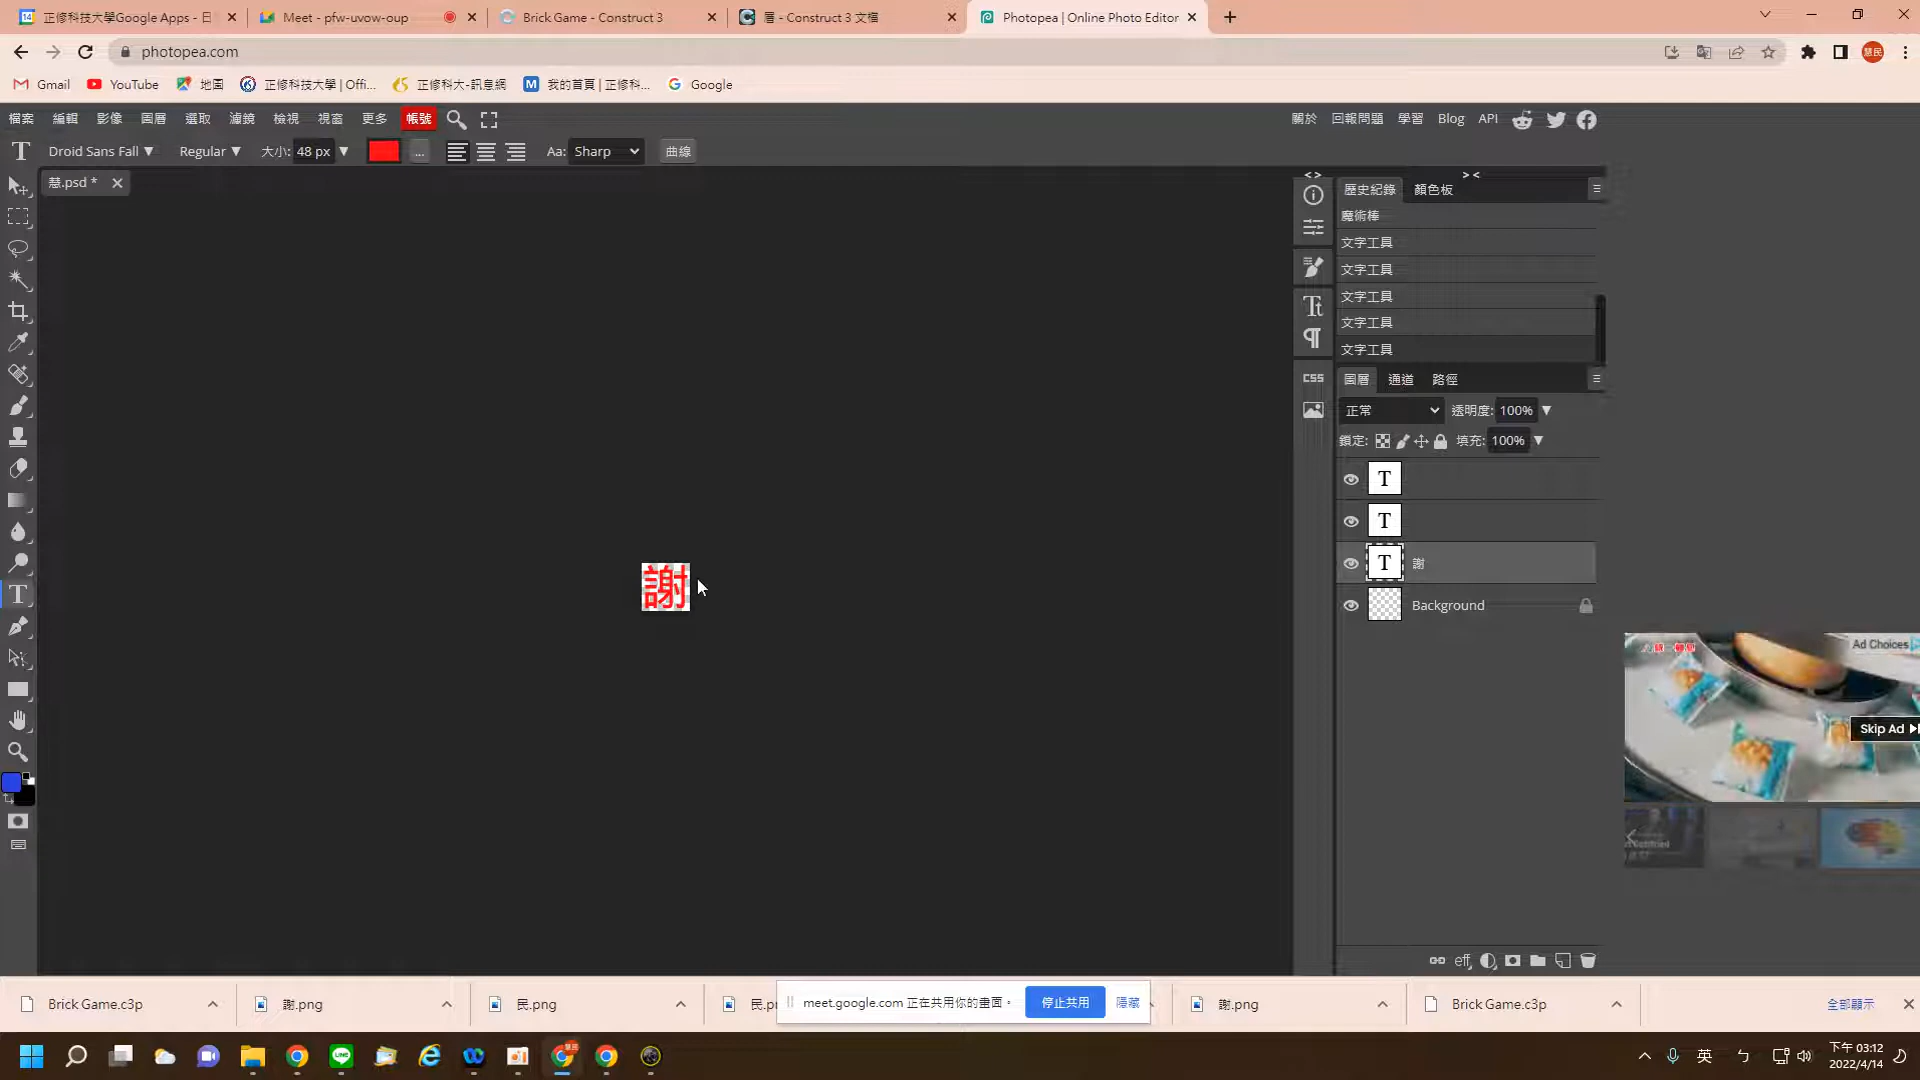 正修科技大學Google Apps - 日
Meet - pfw-uvow-oup
Brick Game - Construct 3
層 - Construct 3 文檔
Photopea | Online Photo Editor
photopea.com
慧民
Gmail
YouTube
地圖
正修科技大學 | Offi...
正修科大-訊息網
我的首頁 | 正修科...
Google
檔案 編輯 影像 圖層 選取 濾鏡 檢視 視窗 更多 帳號
關於 回報問題 學習 Blog API
T Droid Sans Fall Regular 大小: 48 px ... Aa: Sharp 曲線
慧.psd *
歷史紀錄 顏色板
魔術棒
文字工具
文字工具
文字工具
文字工具
文字工具
圖層 通道 路徑
CSS
正常 透明度: 100%
鎖定: 填充: 100%
T
T
T 謝
Background
謝
Ad Choices
Skip Ad
eff
Brick Game.c3p
謝.png
民.png
民.p
meet.google.com 正在共用你的畫面。
停止共用
隱藏
謝.png
Brick Game.c3p
全部顯示
英
ㄅ
下午 03:12
2022/4/14